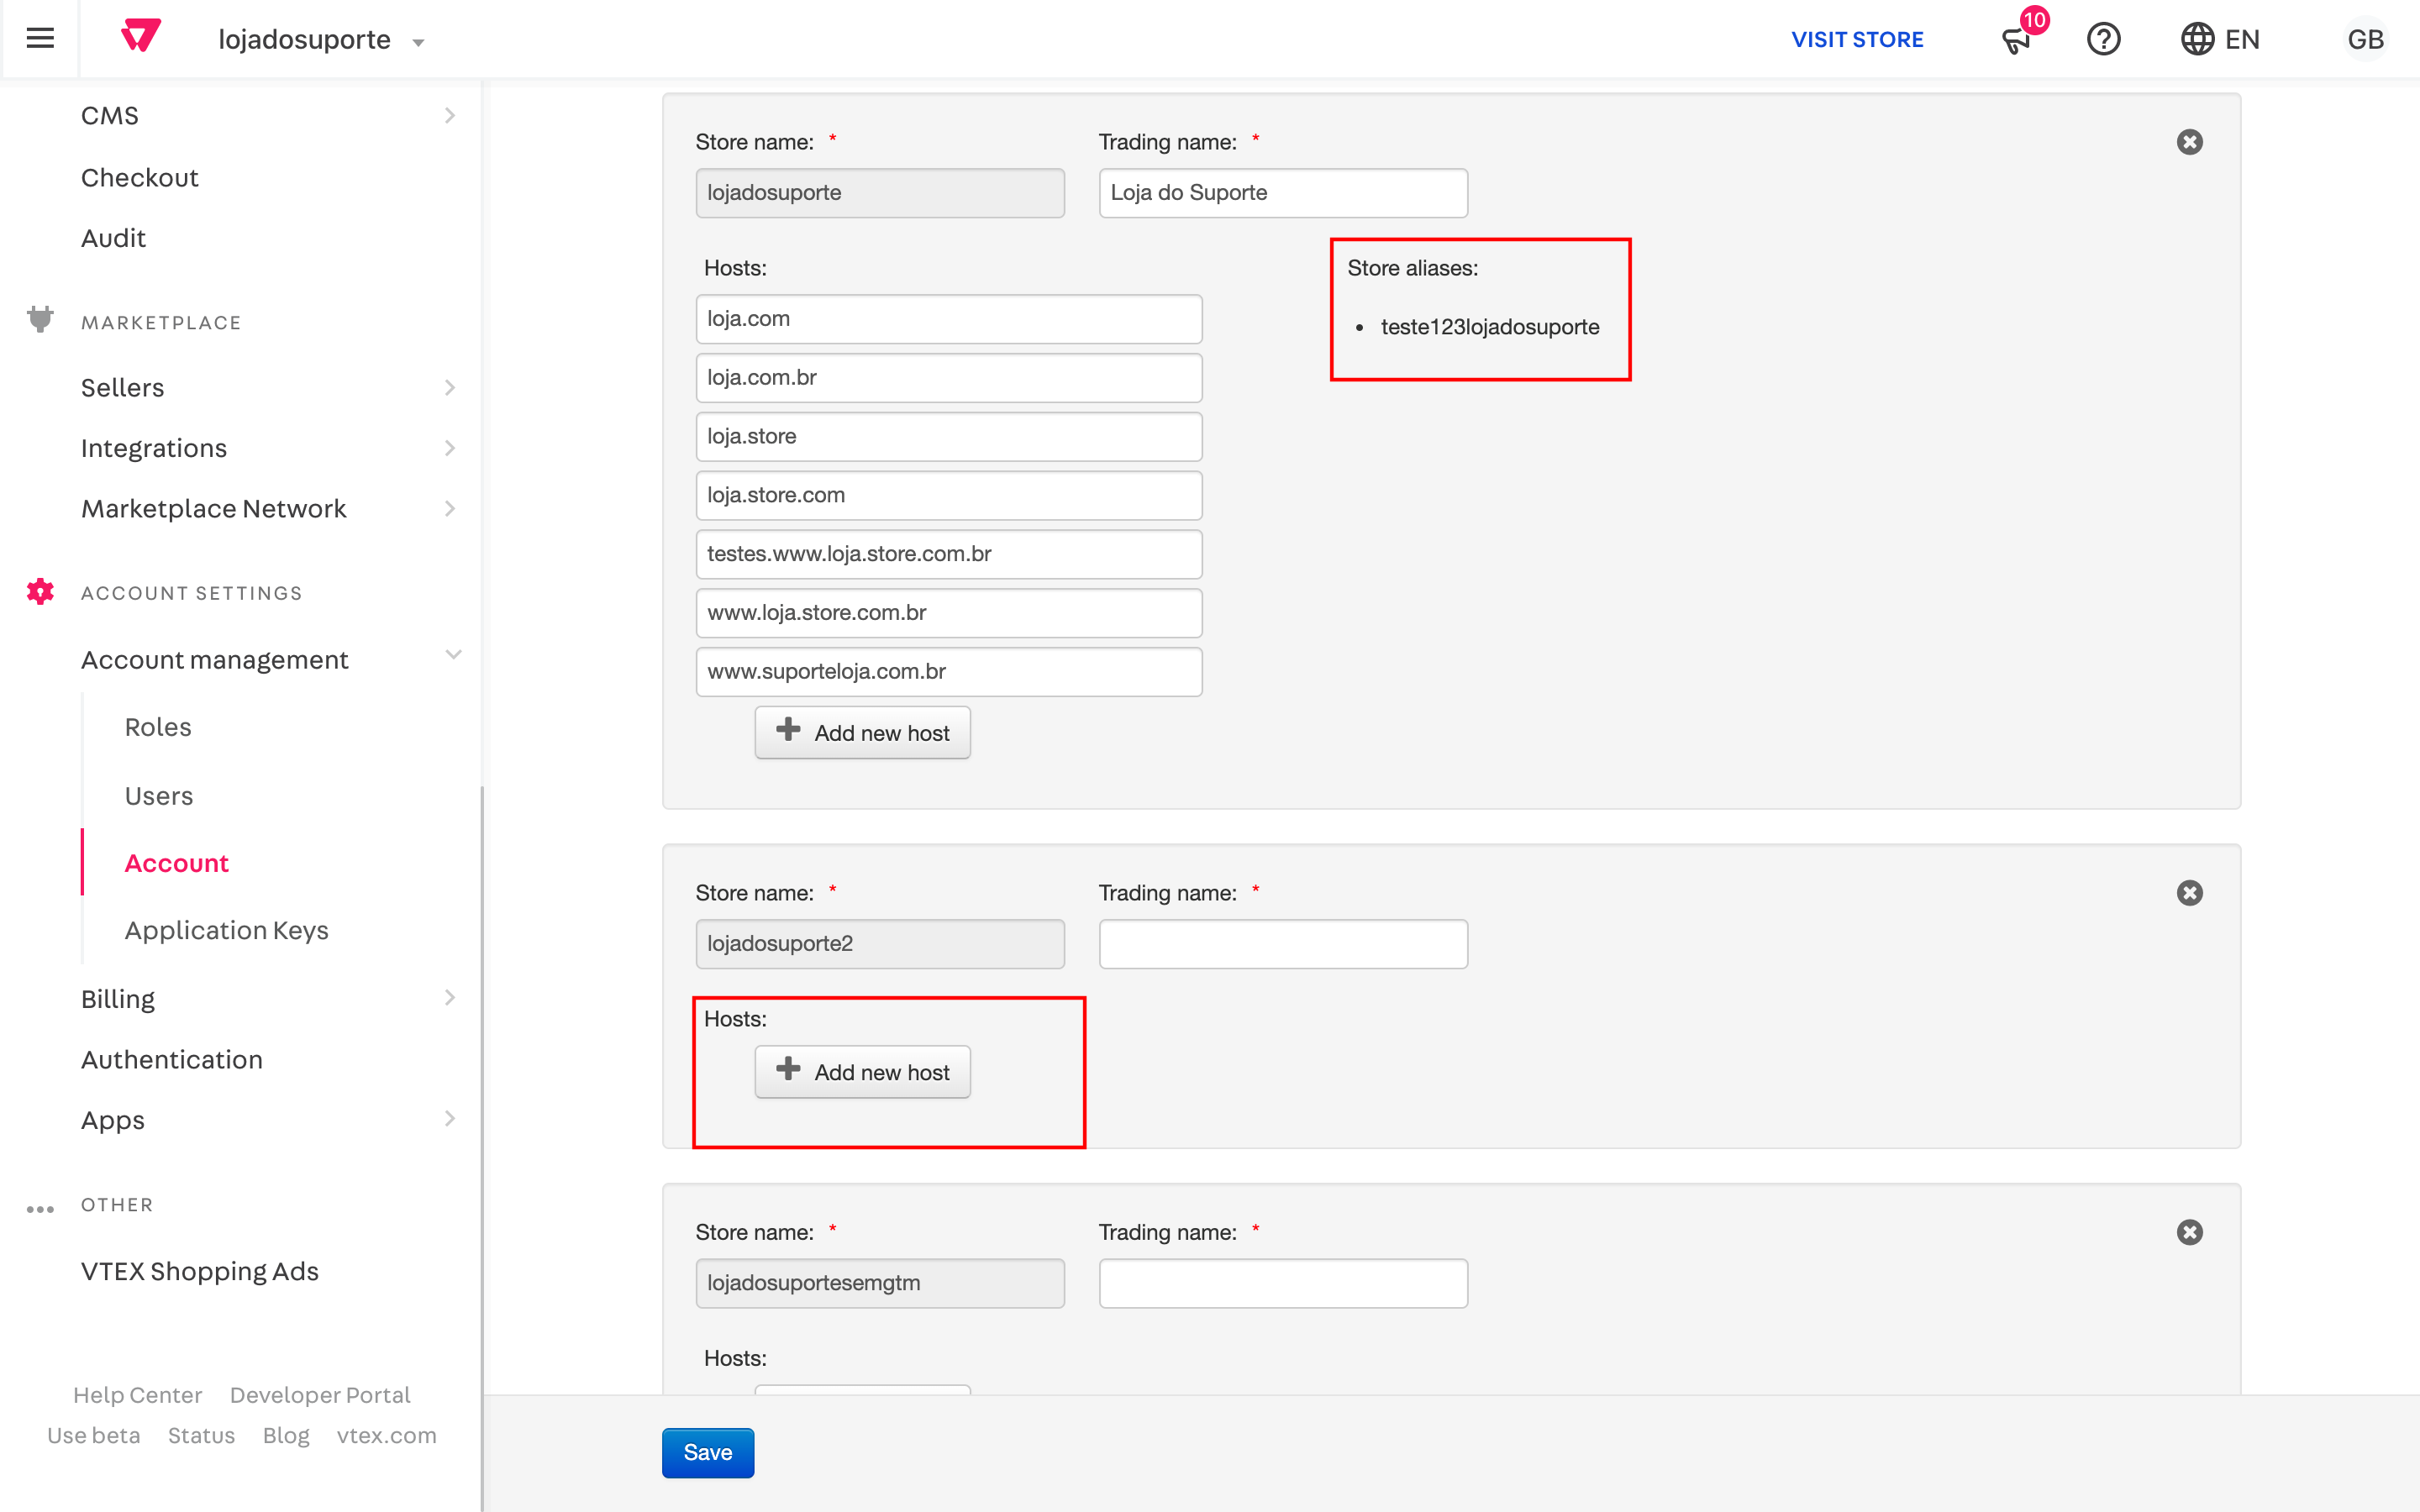 lojadosuporte
VISIT STORE
10
EN
GB
CMS
Checkout
Audit
MARKETPLACE
Sellers
Integrations
Marketplace Network
ACCOUNT SETTINGS
Account management
Roles
Users
Account
Application Keys
Billing
Authentication
Apps
OTHER
VTEX Shopping Ads
Help Center Developer Portal
Use beta Status Blog vtex.com
Store name: * Trading name: *
lojadosuporte Loja do Suporte
Hosts: Store aliases:
loja.com
• teste123lojadosuporte
loja.com.br
loja.store
loja.store.com
testes.www.loja.store.com.br
www.loja.store.com.br
www.suporteloja.com.br
Add new host
Store name: * Trading name: *
lojadosuporte2
Hosts:
Add new host
Store name: * Trading name: *
lojadosuportesemgtm
Hosts:
Save